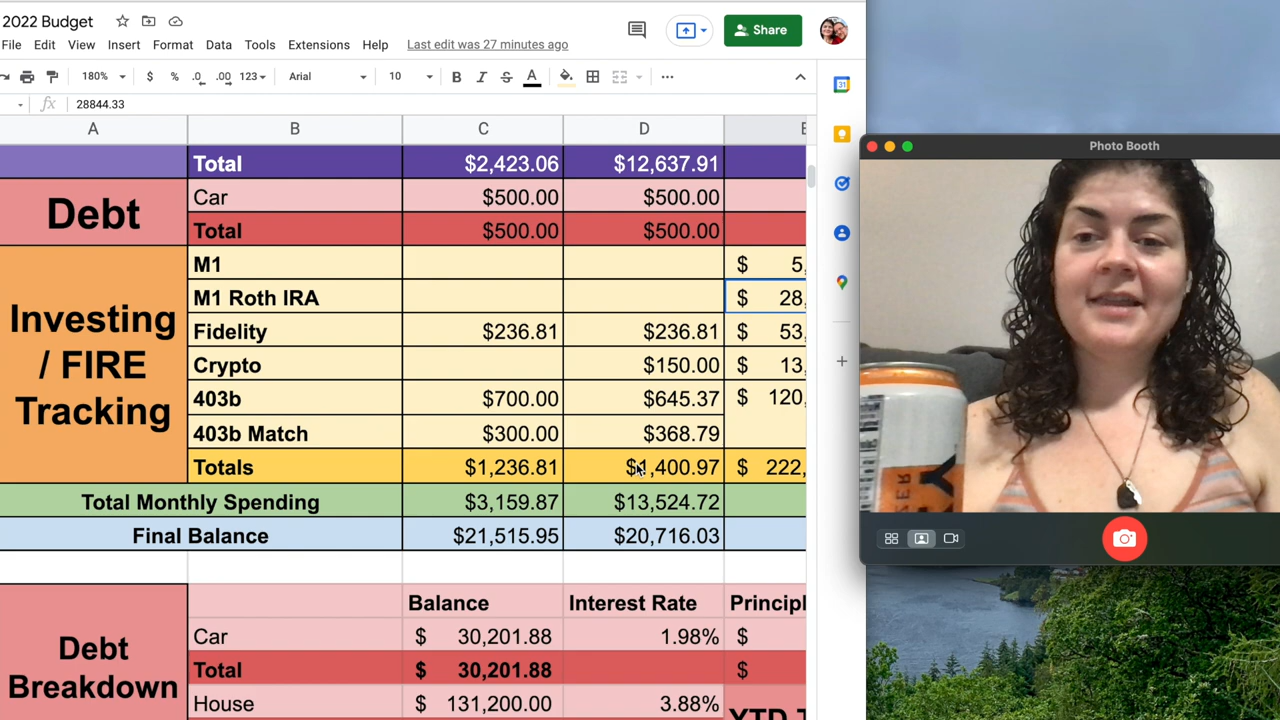 2022 Budget
Share
File Edit View Insert Format Data Tools Extensions Help Last edit was 27 minutes ago
180% $ % .0 .00 123 Arial 10 B I S A
fx 28844.33
A B C D E
Total $2,423.06 $12,637.91
Debt
Car $500.00 $500.00
Total $500.00 $500.00
Investing
/ FIRE
Tracking
M1 $ 5,
M1 Roth IRA $ 28,
Fidelity $236.81 $236.81 $ 53,
Crypto $150.00 $ 13,
403b $700.00 $645.37 $ 120,
403b Match $300.00 $368.79
Totals $1,236.81 $1,400.97 $ 222,
Total Monthly Spending $3,159.87 $13,524.72
Final Balance $21,515.95 $20,716.03
Debt
Breakdown
Balance Interest Rate Principl
Car $ 30,201.88 1.98% $
Total $ 30,201.88 $
House $ 131,200.00 3.88%
31
Photo Booth